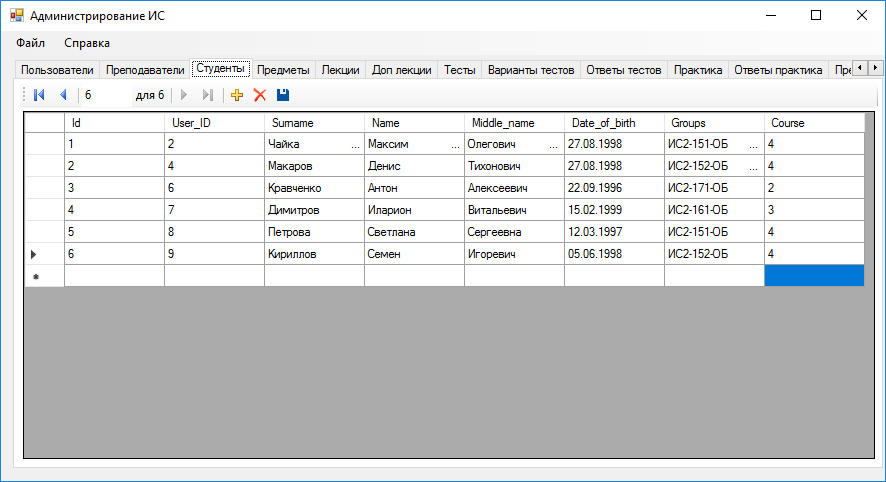 Администрирование ИС
Файл Справка
Пользователи Преподаватели Студенты Предметы Лекции Доп лекции Тесты Варианты тестов Ответы тестов Практика Ответы практика
6 для 6
Id User_ID Surname Name Middle_name Date_of_birth Groups Course
1 2 Чайка ... Максим ... Олегович ... 27.08.1998 ИС2-151-ОБ ... 4
2 4 Макаров Денис Тихонович 27.08.1998 ИС2-152-ОБ ... 4
3 6 Кравченко Антон Алексеевич 22.09.1996 ИС2-171-ОБ 2
4 7 Димитров Иларион Витальевич 15.02.1999 ИС2-161-ОБ 3
5 8 Петрова Светлана Сергеевна 12.03.1997 ИС2-151-ОБ 4
6 9 Кириллов Семен Игоревич 05.06.1998 ИС2-152-ОБ 4